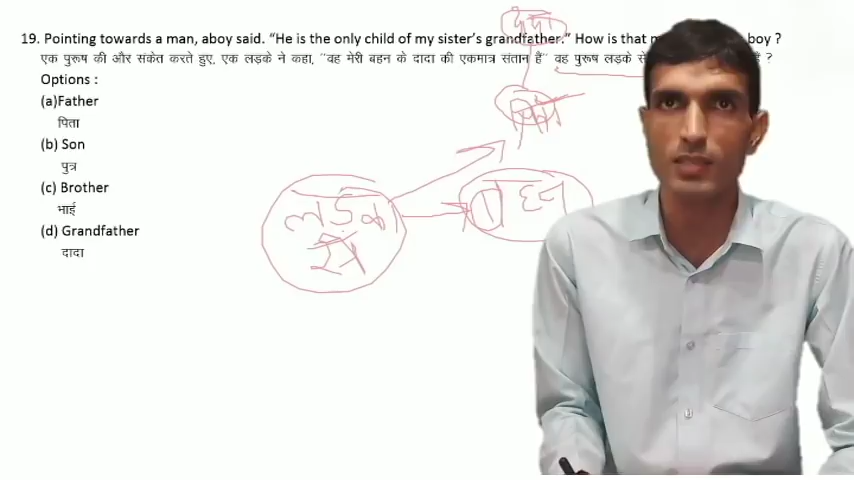 19. Pointing towards a man, aboy said. “He is the only child of my sister’s grandfather.” How is that boy ?
एक पुरूष की और संकेत करते हुए, एक लड़के ने कहा, ''वह मेरी बहन के दादा की एकमात्र संतान हैं'' वह पुरूष लड़के से ?
Options :
(a)Father
पिता
(b) Son
पुत्र
(c) Brother
भाई
(d) Grandfather
दादा
दादा
पिता
लड़का
बहन